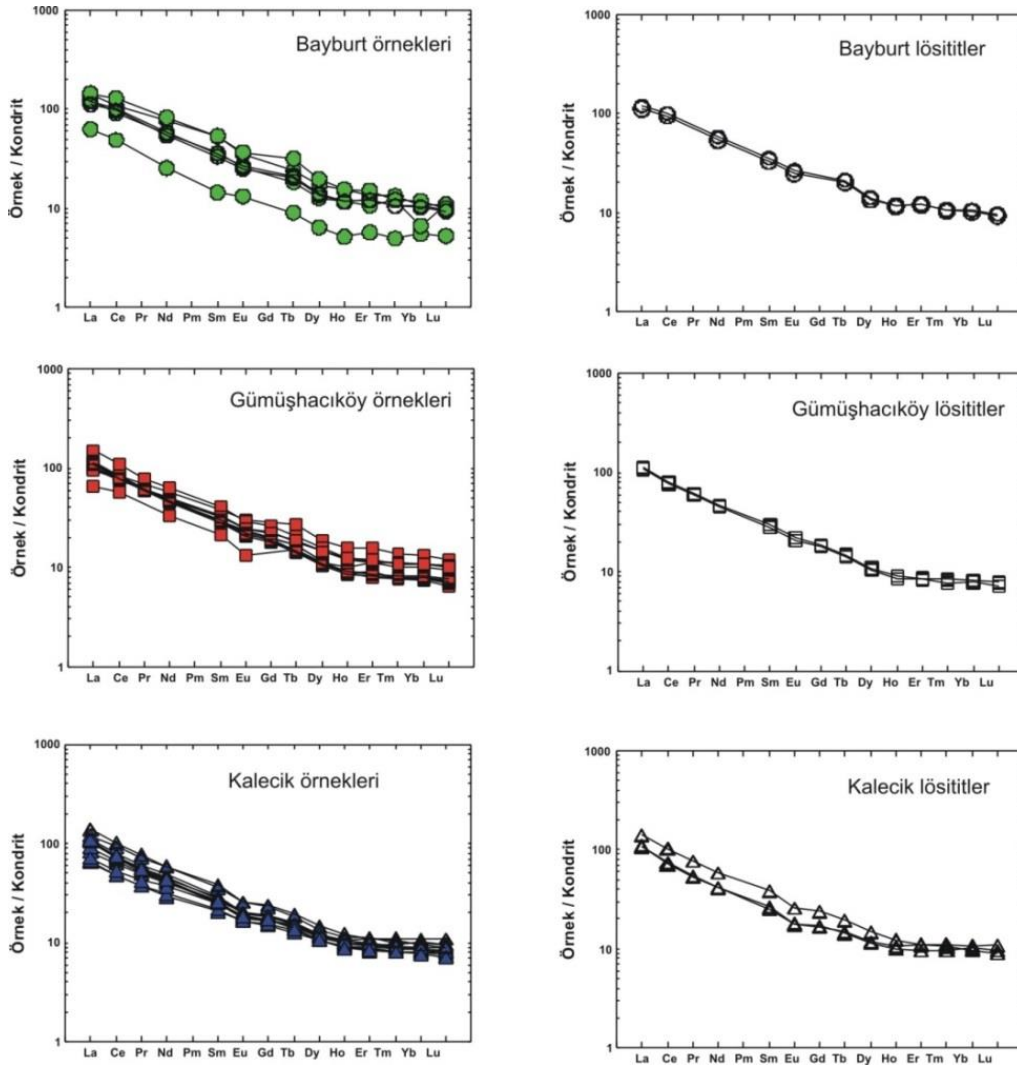 1000
Bayburt örnekleri
100
10
1
Örnek / Kondrit
La Ce Pr Nd Pm Sm Eu Gd Tb Dy Ho Er Tm Yb Lu
1000
Bayburt lösititler
100
10
1
Örnek / Kondrit
La Ce Pr Nd Pm Sm Eu Gd Tb Dy Ho Er Tm Yb Lu
1000
Gümüşhacıköy örnekleri
100
10
1
Örnek / Kondrit
La Ce Pr Nd Pm Sm Eu Gd Tb Dy Ho Er Tm Yb Lu
1000
Gümüşhacıköy lösititler
100
10
1
Örnek / Kondrit
La Ce Pr Nd Pm Sm Eu Gd Tb Dy Ho Er Tm Yb Lu
1000
Kalecik örnekleri
100
10
1
Örnek / Kondrit
La Ce Pr Nd Pm Sm Eu Gd Tb Dy Ho Er Tm Yb Lu
1000
Kalecik lösititler
100
10
1
Örnek / Kondrit
La Ce Pr Nd Pm Sm Eu Gd Tb Dy Ho Er Tm Yb Lu